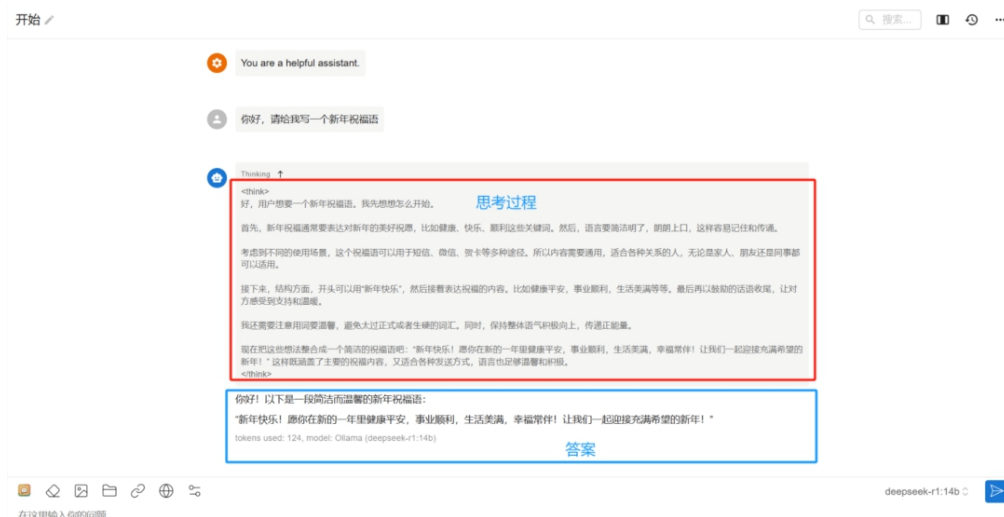 开始
搜索...
You are a helpful assistant.
你好，请给我写一个新年祝福语
Thinking ↑
<think>
好，用户想要一个新年祝福语。我先想想怎么开始。
思考过程
首先，新年祝福通常要表达对新年的美好祝愿，比如健康、快乐、顺利这些关键词。然后，语言要简洁明了，朗朗上口，这样容易记住和传诵。
考虑到不同的使用场景，这个祝福语可以用于短信、微信、贺卡等多种途径。所以内容需要通用，适合各种关系的人，无论是家人、朋友还是同事都
可以适用。
接下来，结构方面，开头可以用“新年快乐”，然后接着表达祝福的内容。比如健康平安，事业顺利，生活美满等等。最后再以鼓励的话语收尾，让对
方感受到支持和温暖。
我还需要注意用词要温馨，避免太过正式或者生硬的词汇。同时，保持整体语气积极向上，传递正能量。
现在把这些想法整合成一个简洁的祝福语吧：“新年快乐！愿你在新的一年里健康平安，事业顺利，生活美满，幸福常伴！让我们一起迎接充满希望的
新年！”这样既涵盖了主要的祝福内容，又适合各种发送方式，语言也足够温馨和积极。
</think>
你好！以下是一段简洁而温馨的新年祝福语：
“新年快乐！愿你在新的一年里健康平安，事业顺利，生活美满，幸福常伴！让我们一起迎接充满希望的新年！”
tokens used: 124, model: Ollama (deepseek-r1:14b)
答案
deepseek-r1:14b
在这里输入你的问题